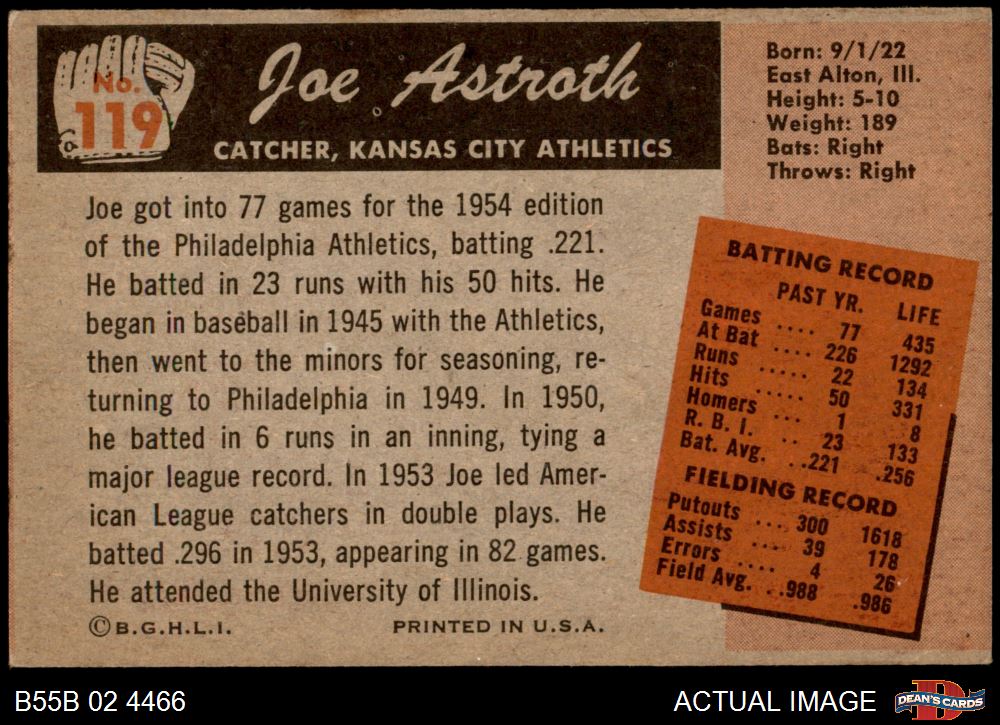 No.
119
Joe Astroth
CATCHER, KANSAS CITY ATHLETICS
Born: 9/1/22
East Alton, Ill.
Height: 5-10
Weight: 189
Bats: Right
Throws: Right
Joe got into 77 games for the 1954 edition
of the Philadelphia Athletics, batting .221.
He batted in 23 runs with his 50 hits. He
began in baseball in 1945 with the Athletics,
then went to the minors for seasoning, re-
turning to Philadelphia in 1949. In 1950,
he batted in 6 runs in an inning, tying a
major league record. In 1953 Joe led Amer-
ican League catchers in double plays. He
batted .296 in 1953, appearing in 82 games.
He attended the University of Illinois.
©B.G.H.L.I. PRINTED IN U.S.A.
BATTING RECORD
PAST YR. LIFE
Games .... 77 435
At Bat .... 226 1292
Runs ..... 22 134
Hits ..... 50 331
Homers ... 1 8
R. B. I. .. 23 133
Bat. Avg. ..221 .256
FIELDING RECORD
Putouts ... 300 1618
Assists ... 39 178
Errors .... 4 26
Field Avg. ..988 .986
B55B 02 4466
ACTUAL IMAGE
D
DEAN'S CARDS